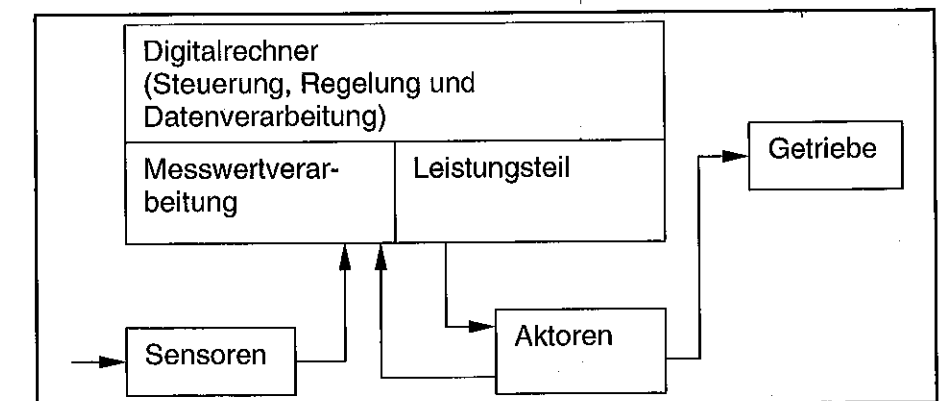 Digitalrechner
(Steuerung, Regelung und
Datenverarbeitung)
Messwertverar-
beitung
Leistungsteil
Getriebe
Sensoren
Aktoren